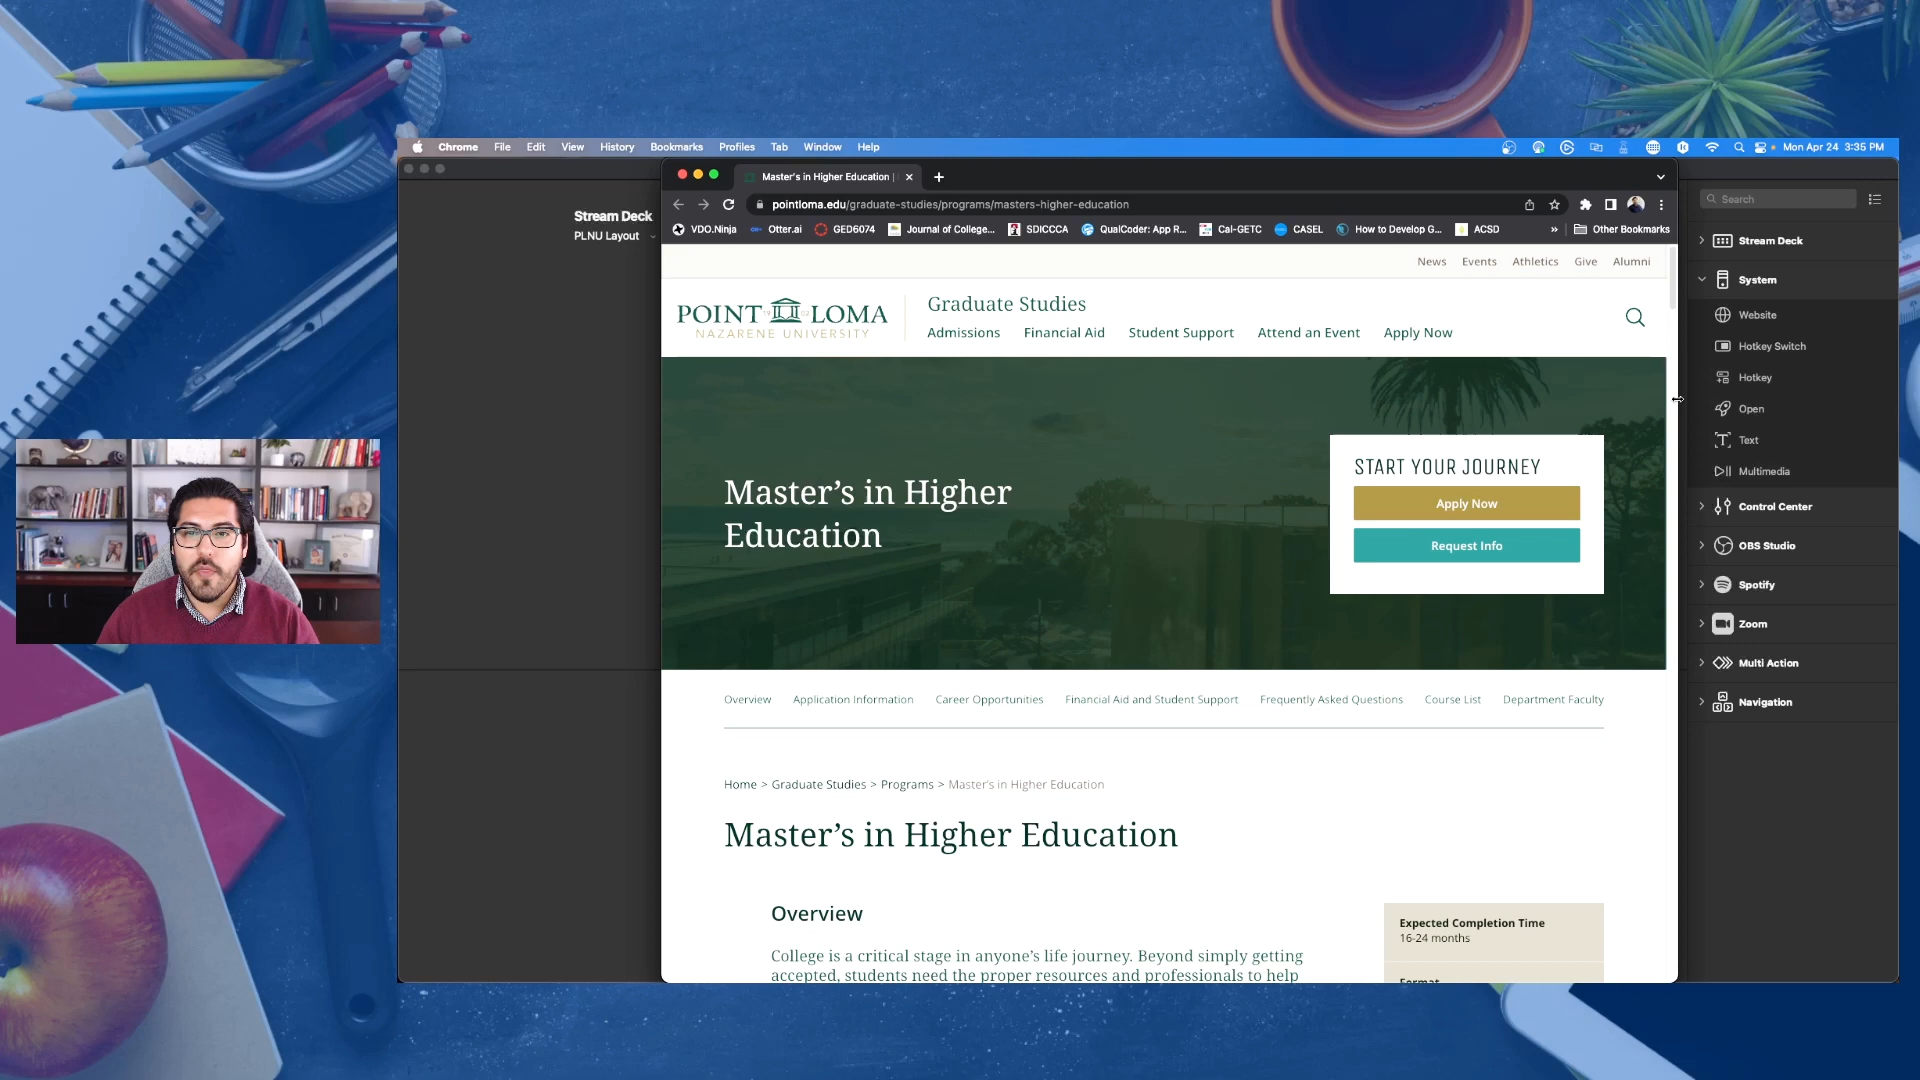 Chrome File Edit View History Bookmarks Profiles Tab Window Help
Mon Apr 24 3:35 PM
Master's in Higher Education |
pointloma.edu/graduate-studies/programs/masters-higher-education
VDO.Ninja Otter.ai GED6074 Journal of College... SDICCCA QualCoder: App R... Cal-GETC CASEL How to Develop G... ACSD » Other Bookmarks
Stream Deck
PLNU Layout
News Events Athletics Give Alumni
POINT LOMA
NAZARENE UNIVERSITY
Graduate Studies
Admissions Financial Aid Student Support Attend an Event Apply Now
Master's in Higher
Education
START YOUR JOURNEY
Apply Now
Request Info
Overview Application Information Career Opportunities Financial Aid and Student Support Frequently Asked Questions Course List Department Faculty
Home > Graduate Studies > Programs > Master's in Higher Education
Master's in Higher Education
Overview
College is a critical stage in anyone's life journey. Beyond simply getting
accepted, students need the proper resources and professionals to help
Expected Completion Time
16-24 months
Format
Search
Stream Deck
System
Website
Hotkey Switch
Hotkey
Open
Text
Multimedia
Control Center
OBS Studio
Spotify
Zoom
Multi Action
Navigation